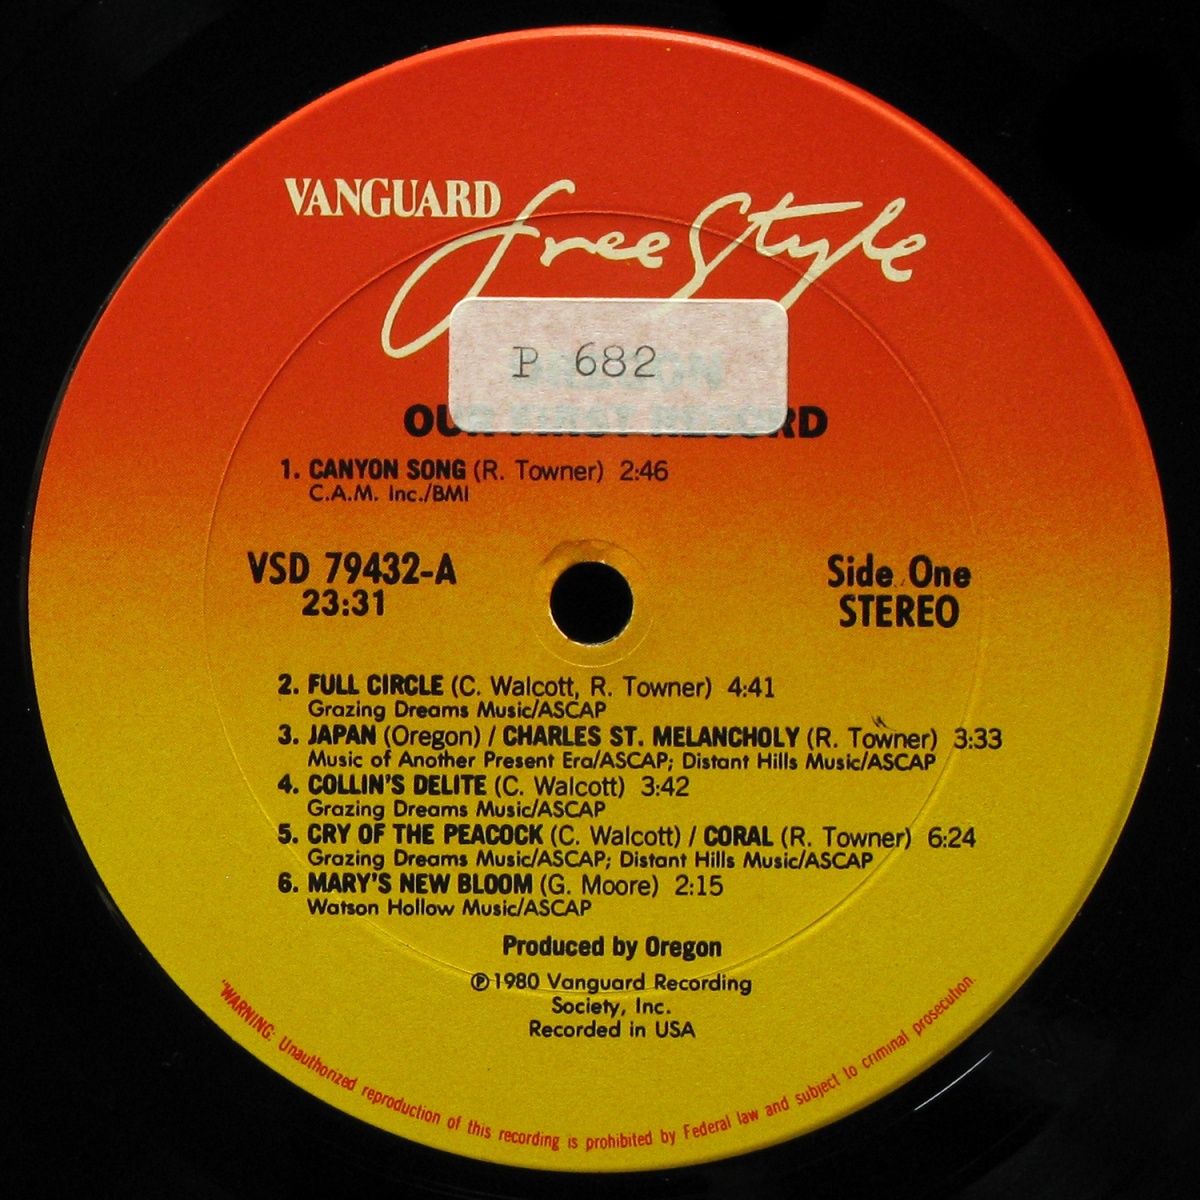 VANGUARD free Style
P 682
OREGON
OUR FIRST RECORD
1. CANYON SONG (R. Towner) 2:46
C.A.M. Inc./BMI
VSD 79432-A
23:31
Side One
STEREO
2. FULL CIRCLE (C. Walcott, R. Towner) 4:41
Grazing Dreams Music/ASCAP
3. JAPAN (Oregon) / CHARLES ST. MELANCHOLY (R. Towner) 3:33
Music of Another Present Era/ASCAP; Distant Hills Music/ASCAP
4. COLLIN'S DELITE (C. Walcott) 3:42
Grazing Dreams Music/ASCAP
5. CRY OF THE PEACOCK (C. Walcott) / CORAL (R. Towner) 6:24
Grazing Dreams Music/ASCAP; Distant Hills Music/ASCAP
6. MARY'S NEW BLOOM (G. Moore) 2:15
Watson Hollow Music/ASCAP
Produced by Oregon
℗1980 Vanguard Recording
Society, Inc.
Recorded in USA
"WARNING: Unauthorized reproduction of this recording is prohibited by Federal law and subject to criminal prosecution.